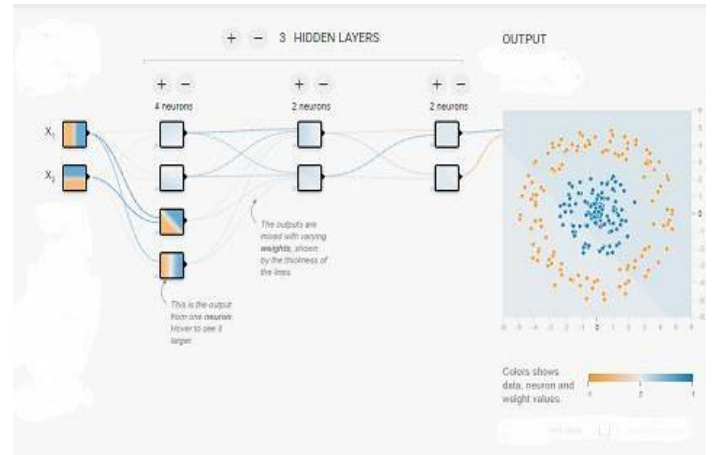 + − 3 HIDDEN LAYERS
OUTPUT
+ − + − + −
4 neurons 2 neurons 2 neurons
X₁
X₂
The outputs are
mixed with varying
weights, shown
by the thickness of
the lines.
This is the output
from one neuron.
Hover to see it
larger.
Colors shows
data, neuron and
weight values.